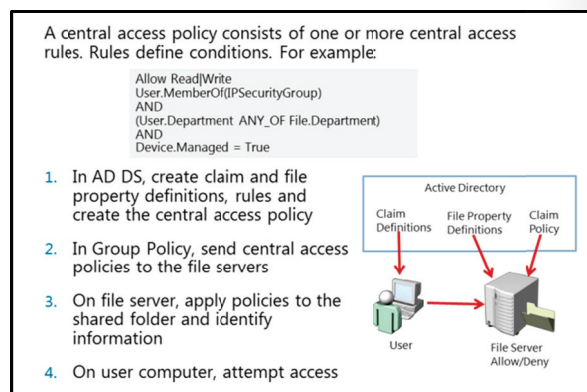 A central access policy consists of one or more central access
rules. Rules define conditions. For example:
Allow Read|Write
User.MemberOf(IPSecurityGroup)
AND
(User.Department ANY_OF File.Department)
AND
Device.Managed = True
1. In AD DS, create claim and file
property definitions, rules and
create the central access policy
2. In Group Policy, send central access
policies to the file servers
3. On file server, apply policies to the
shared folder and identify
information
4. On user computer, attempt access
Active Directory
Claim
Definitions
File Property
Definitions
Claim
Policy
User
File Server
Allow/Deny